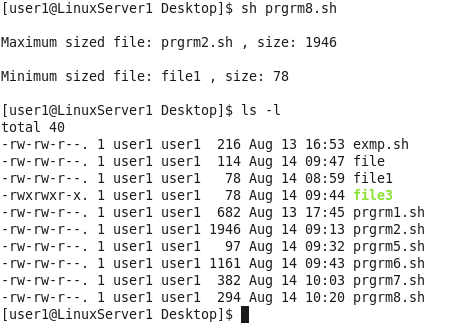 [user1@LinuxServer1 Desktop]$ sh prgrm8.sh
Maximum sized file: prgrm2.sh , size: 1946
Minimum sized file: file1 , size: 78
[user1@LinuxServer1 Desktop]$ ls -l
total 40
-rw-rw-r--. 1 user1 user1  216 Aug 13 16:53 exmp.sh
-rw-rw-r--. 1 user1 user1  114 Aug 14 09:47 file
-rw-rw-r--. 1 user1 user1   78 Aug 14 08:59 file1
-rwxrwxr-x. 1 user1 user1   78 Aug 14 09:44 file3
-rw-rw-r--. 1 user1 user1  682 Aug 13 17:45 prgrm1.sh
-rw-rw-r--. 1 user1 user1 1946 Aug 14 09:13 prgrm2.sh
-rw-rw-r--. 1 user1 user1   97 Aug 14 09:32 prgrm5.sh
-rw-rw-r--. 1 user1 user1 1161 Aug 14 09:43 prgrm6.sh
-rw-rw-r--. 1 user1 user1  382 Aug 14 10:03 prgrm7.sh
-rw-rw-r--. 1 user1 user1  294 Aug 14 10:20 prgrm8.sh
[user1@LinuxServer1 Desktop]$